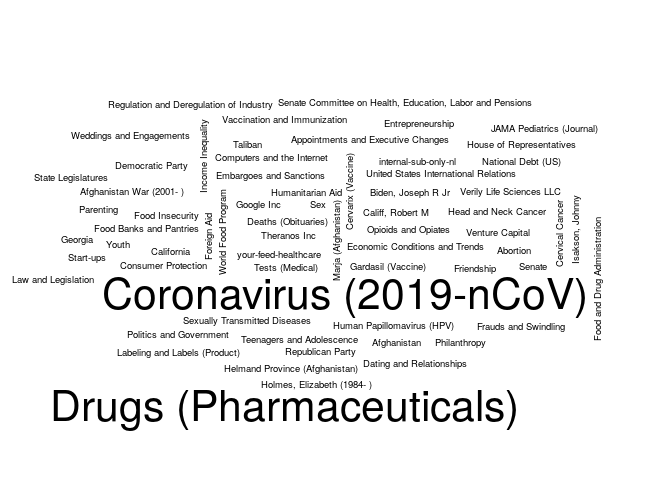 Regulation and Deregulation of Industry
Senate Committee on Health, Education, Labor and Pensions
Vaccination and Immunization
Entrepreneurship
JAMA Pediatrics (Journal)
Weddings and Engagements
Income Inequality
Taliban
Appointments and Executive Changes
House of Representatives
Computers and the Internet
Cervarix (Vaccine)
internal-sub-only-nl
National Debt (US)
Democratic Party
State Legislatures
Embargoes and Sanctions
United States International Relations
Afghanistan War (2001- )
Humanitarian Aid
Biden, Joseph R Jr
Verily Life Sciences LLC
World Food Program
Google Inc
Sex
Parenting
Food Insecurity
Foreign Aid
Marja (Afghanistan)
Califf, Robert M
Head and Neck Cancer
Cervical Cancer
Isakson, Johnny
Food and Drug Administration
Deaths (Obituaries)
Food Banks and Pantries
Opioids and Opiates
Venture Capital
Georgia
Youth
Theranos Inc
Economic Conditions and Trends
Abortion
California
Start-ups
your-feed-healthcare
Consumer Protection
Tests (Medical)
Gardasil (Vaccine)
Friendship
Senate
Law and Legislation
Coronavirus (2019-nCoV)
Sexually Transmitted Diseases
Human Papillomavirus (HPV)
Frauds and Swindling
Politics and Government
Teenagers and Adolescence
Afghanistan
Philanthropy
Labeling and Labels (Product)
Republican Party
Helmand Province (Afghanistan)
Dating and Relationships
Holmes, Elizabeth (1984- )
Drugs (Pharmaceuticals)